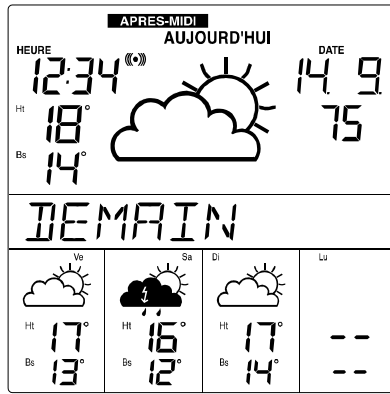 APRES-MIDI
AUJOURD'HUI
HEURE DATE
12:34 14. 9.
Ht 18° 75
Bs 14°
DEMAIN
Ve Sa Di Lu
Ht 17° Ht 16° Ht 17° --
Bs 13° Bs 12° Bs 14° --